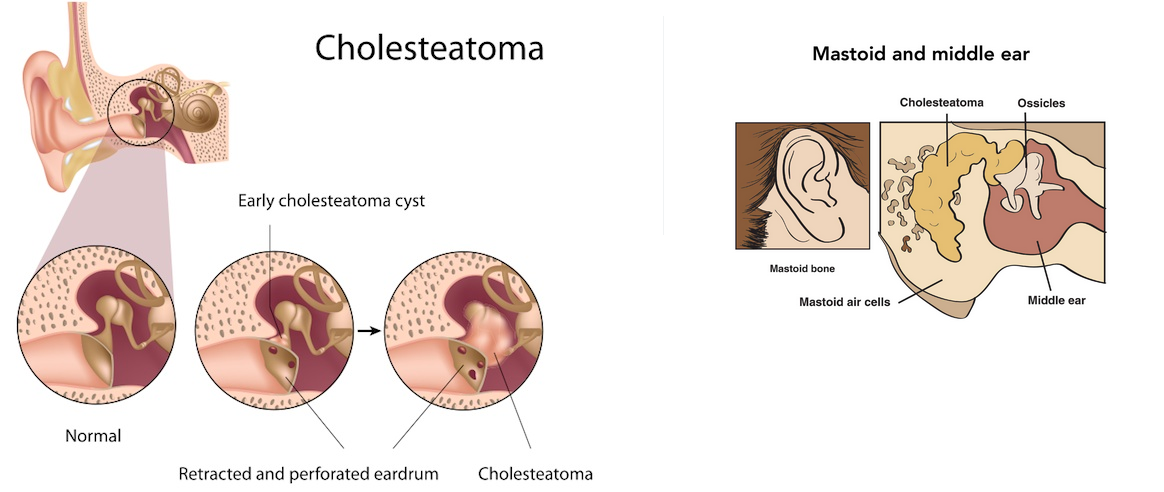 Cholesteatoma
Early cholesteatoma cyst
Normal
Retracted and perforated eardrum
Cholesteatoma
Mastoid and middle ear
Cholesteatoma
Ossicles
Mastoid bone
Mastoid air cells
Middle ear